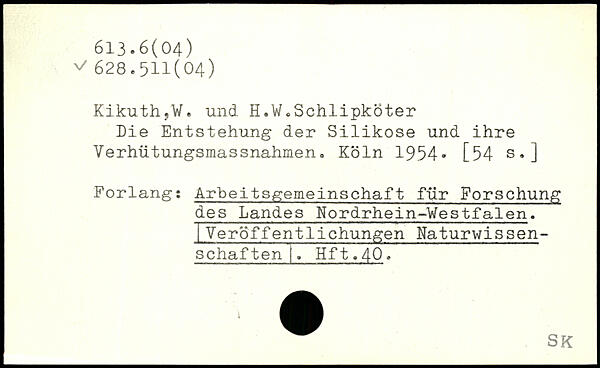 613.6(04)
✓ 628.511(04)
Kikuth,W. und H.W.Schlipköter
Die Entstehung der Silikose und ihre
Verhütungsmassnahmen. Köln 1954. [54 s.]
Forlang: Arbeitsgemeinschaft für Forschung
des Landes Nordrhein-Westfalen.
|Veröffentlichungen Naturwissen-
schaften|. Hft.40.
SK